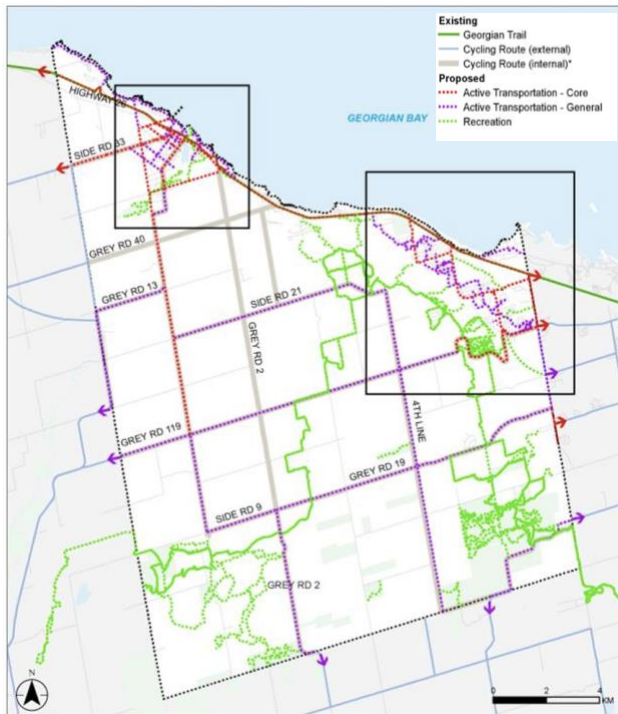 Existing
Georgian Trail
Cycling Route (external)
Cycling Route (internal)*
Proposed
Active Transportation - Core
Active Transportation - General
Recreation
GEORGIAN BAY
HIGHWAY
SIDE RD 33
GREY RD 40
GREY RD 13
SIDE RD 21
GREY RD 2
4TH LINE
GREY RD 119
GREY RD 19
SIDE RD 9
GREY RD 2
N
0 2 4
KM